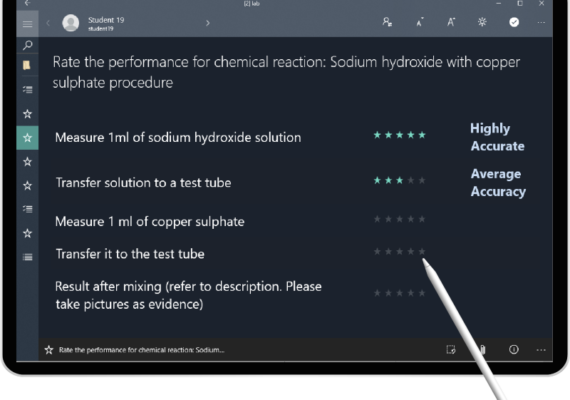 Student 19
student19
Rate the performance for chemical reaction: Sodium hydroxide with copper
sulphate procedure
Measure 1ml of sodium hydroxide solution
Highly
Accurate
Transfer solution to a test tube
Average
Accuracy
Measure 1 ml of copper sulphate
Transfer it to the test tube
Result after mixing (refer to description. Please
take pictures as evidence)
Rate the performance for chemical reaction: Sodium...